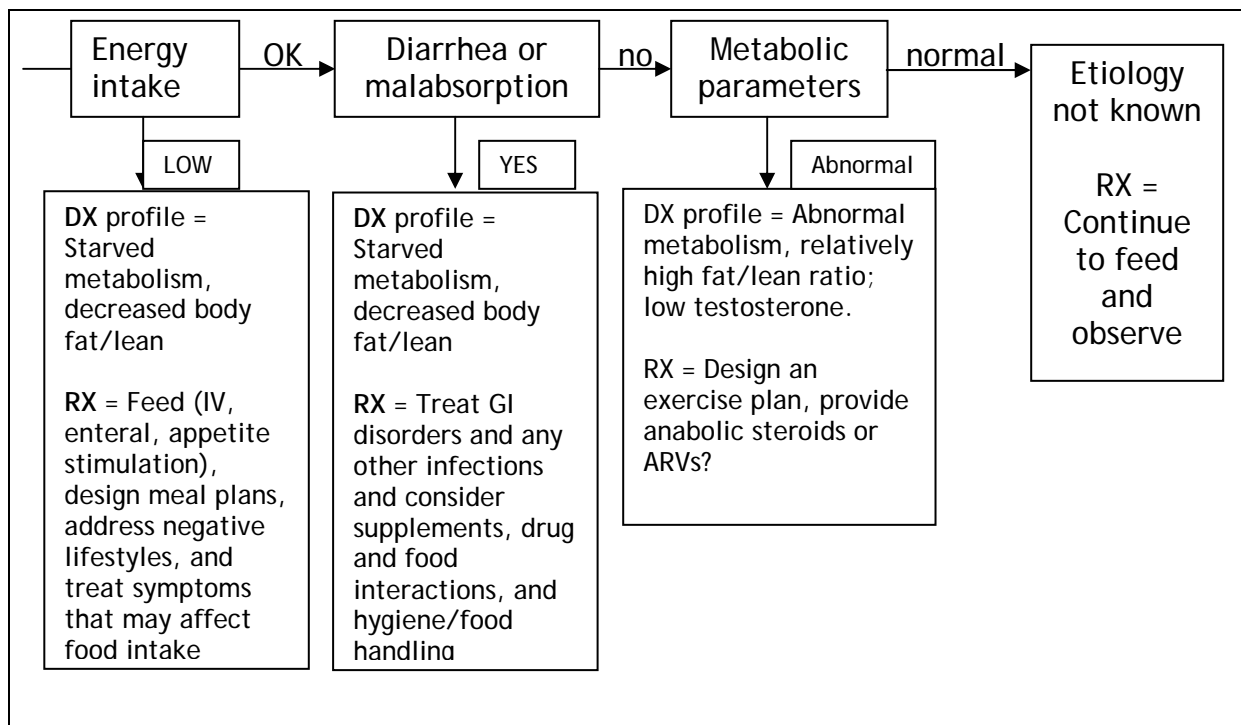 Energy
intake
OK
Diarrhea or
malabsorption
no
Metabolic
parameters
normal
Etiology
not known
RX =
Continue
to feed
and
observe
LOW
YES
Abnormal
DX profile =
Starved
metabolism,
decreased body
fat/lean
RX = Feed (IV,
enteral, appetite
stimulation),
design meal plans,
address negative
lifestyles, and
treat symptoms
that may affect
food intake
DX profile =
Starved
metabolism,
decreased body
fat/lean
RX = Treat GI
disorders and any
other infections
and consider
supplements, drug
and food
interactions, and
hygiene/food
handling
DX profile = Abnormal
metabolism, relatively
high fat/lean ratio;
low testosterone.
RX = Design an
exercise plan, provide
anabolic steroids or
ARVs?